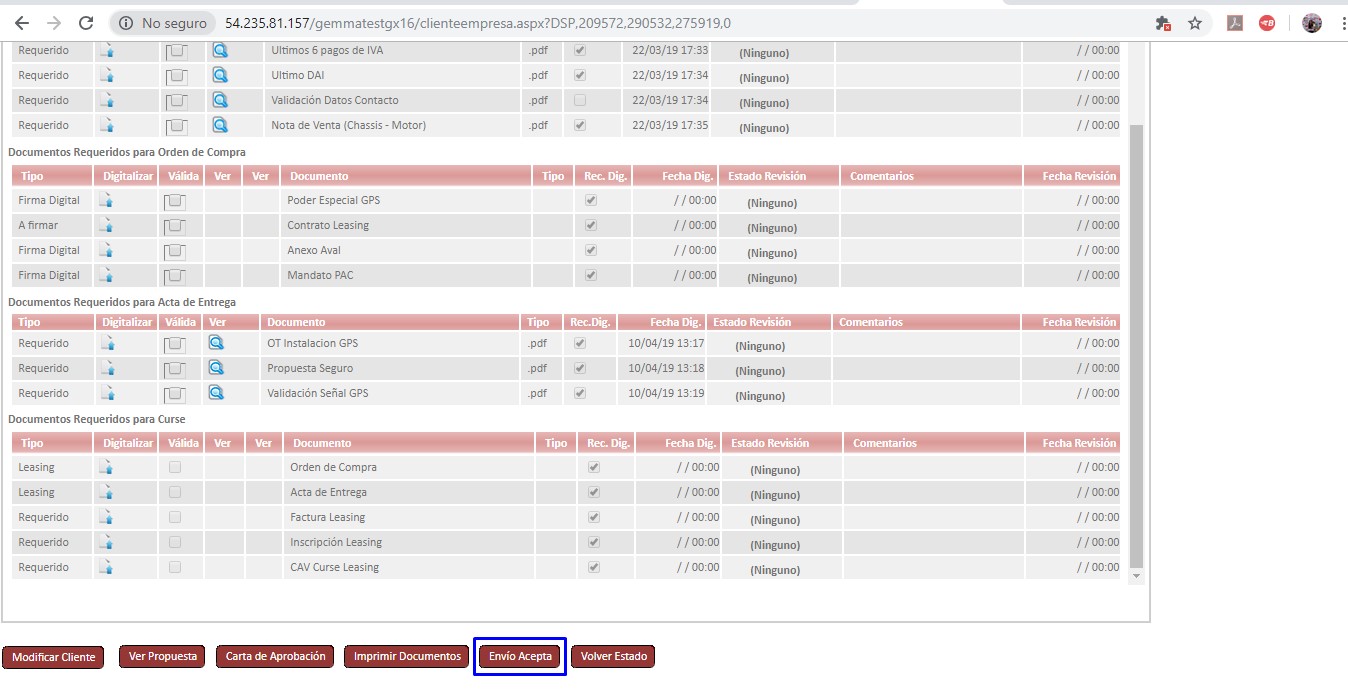 No seguro 54.235.81.157/gemmatestgx16/clienteempresa.aspx?DSP,209572,290532,275919,0
Requerido Ultimos 6 pagos de IVA .pdf 22/03/19 17:33 (Ninguno) / / 00:00
Requerido Ultimo DAI .pdf 22/03/19 17:34 (Ninguno) / / 00:00
Requerido Validación Datos Contacto .pdf 22/03/19 17:34 (Ninguno) / / 00:00
Requerido Nota de Venta (Chassis - Motor) .pdf 22/03/19 17:35 (Ninguno) / / 00:00
Documentos Requeridos para Orden de Compra
Tipo Digitalizar Válida Ver Ver Documento Tipo Rec. Dig. Fecha Dig. Estado Revisión Comentarios Fecha Revisión
Firma Digital Poder Especial GPS / / 00:00 (Ninguno) / / 00:00
A firmar Contrato Leasing / / 00:00 (Ninguno) / / 00:00
Firma Digital Anexo Aval / / 00:00 (Ninguno) / / 00:00
Firma Digital Mandato PAC / / 00:00 (Ninguno) / / 00:00
Documentos Requeridos para Acta de Entrega
Tipo Digitalizar Válida Ver Documento Tipo Rec.Dig. Fecha Dig. Estado Revisión Comentarios Fecha Revisión
Requerido OT Instalacion GPS .pdf 10/04/19 13:17 (Ninguno) / / 00:00
Requerido Propuesta Seguro .pdf 10/04/19 13:18 (Ninguno) / / 00:00
Requerido Validación Señal GPS .pdf 10/04/19 13:19 (Ninguno) / / 00:00
Documentos Requeridos para Curse
Tipo Digitalizar Válida Ver Ver Documento Tipo Rec. Dig. Fecha Dig. Estado Revisión Comentarios Fecha Revisión
Leasing Orden de Compra / / 00:00 (Ninguno) / / 00:00
Leasing Acta de Entrega / / 00:00 (Ninguno) / / 00:00
Requerido Factura Leasing / / 00:00 (Ninguno) / / 00:00
Requerido Inscripción Leasing / / 00:00 (Ninguno) / / 00:00
Requerido CAV Curse Leasing / / 00:00 (Ninguno) / / 00:00
Modificar Cliente Ver Propuesta Carta de Aprobación Imprimir Documentos Envío Acepta Volver Estado